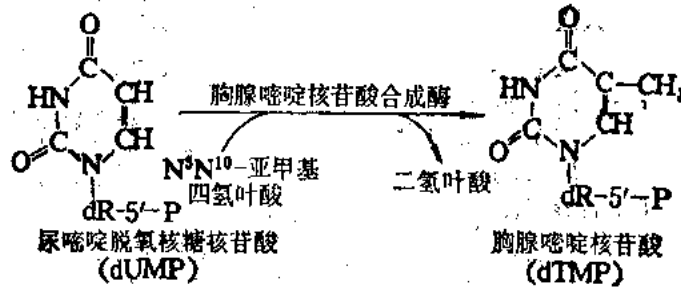 O
C
HN
CH
C
CH
O
N
dR-5′-P
尿嘧啶脱氧核糖核苷酸
(dUMP)
胸腺嘧啶核苷酸合成酶
N⁵N¹⁰-亚甲基
四氢叶酸
二氢叶酸
O
C
HN
C-CH₃
C
CH
O
N
dR-5′-P
胸腺嘧啶核苷酸
(dTMP)